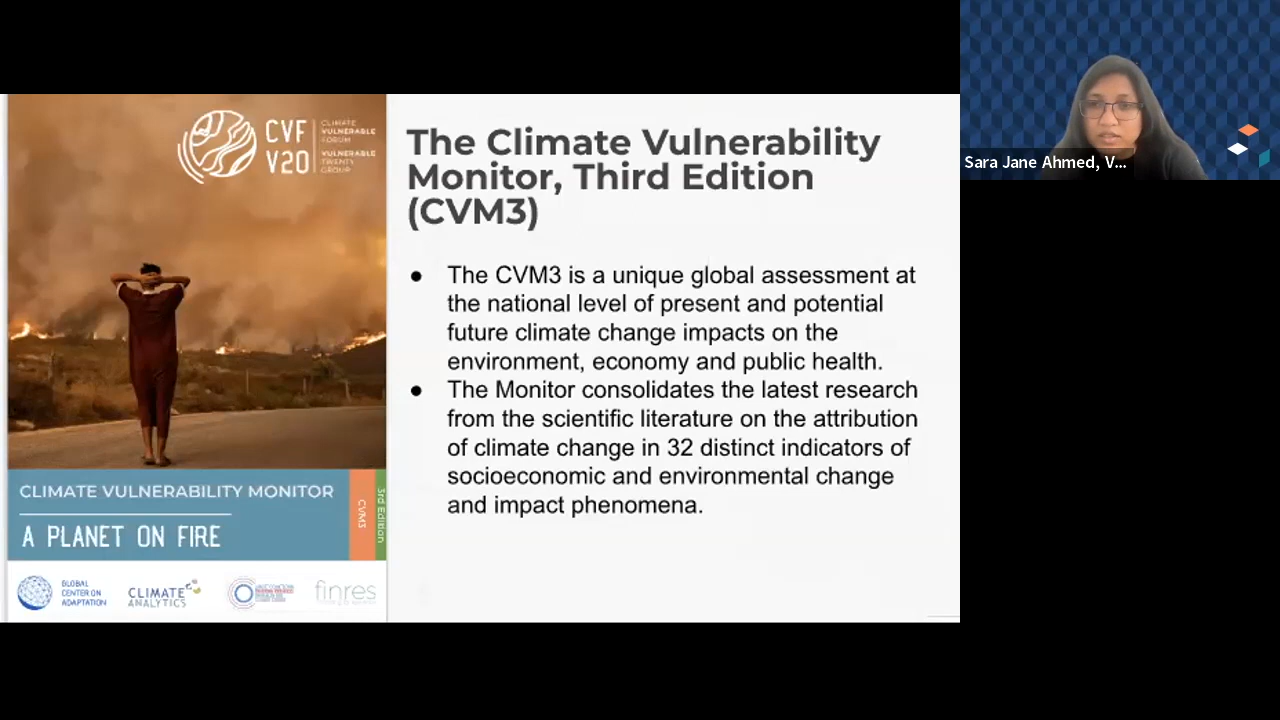 CVF
V20
CLIMATE
VULNERABLE
FORUM
VULNERABLE
TWENTY
GROUP
CLIMATE VULNERABILITY MONITOR
A PLANET ON FIRE
CVM3
3rd Edition
GLOBAL
CENTER ON
ADAPTATION
CLIMATE
ANALYTICS
finres
The Climate Vulnerability
Monitor, Third Edition
(CVM3)
● The CVM3 is a unique global assessment at
the national level of present and potential
future climate change impacts on the
environment, economy and public health.
● The Monitor consolidates the latest research
from the scientific literature on the attribution
of climate change in 32 distinct indicators of
socioeconomic and environmental change
and impact phenomena.
Sara Jane Ahmed, V...